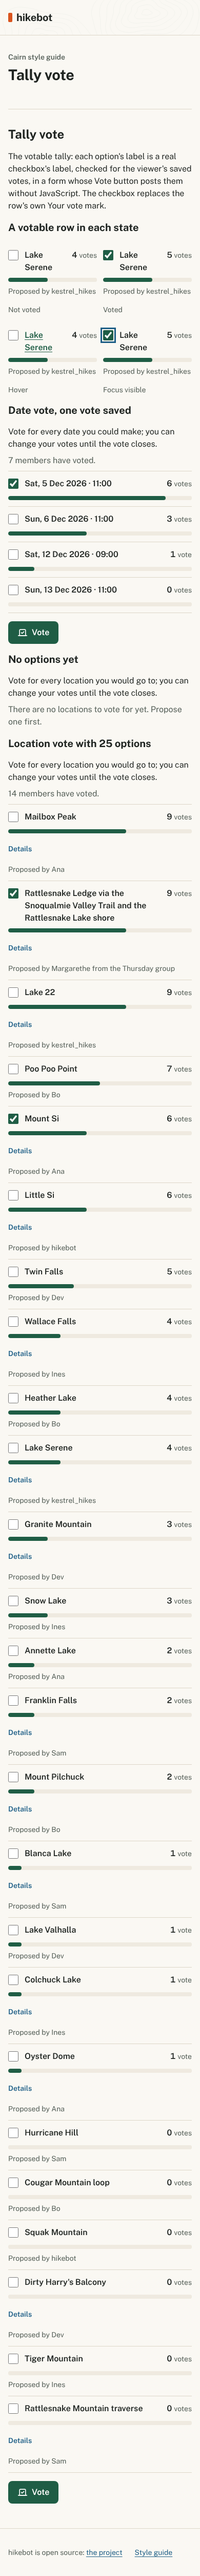 hikebot
Cairn style guide
Tally vote
Tally vote
The votable tally: each option's label is a real
checkbox's label, checked for the viewer's saved
votes, in a form whose Vote button posts them
without JavaScript. The checkbox replaces the
row's own Your vote mark.
A votable row in each state
Lake Serene
4 votes
Proposed by kestrel_hikes
Not voted
Lake Serene
5 votes
Proposed by kestrel_hikes
Voted
Lake Serene
4 votes
Proposed by kestrel_hikes
Hover
Lake Serene
5 votes
Proposed by kestrel_hikes
Focus visible
Date vote, one vote saved
Vote for every date you could make; you can
change your votes until the vote closes.
7 members have voted.
Sat, 5 Dec 2026 · 11:00 6 votes
Sun, 6 Dec 2026 · 11:00 3 votes
Sat, 12 Dec 2026 · 09:00 1 vote
Sun, 13 Dec 2026 · 11:00 0 votes
Vote
No options yet
Vote for every location you would go to; you can
change your votes until the vote closes.
There are no locations to vote for yet. Propose
one first.
Location vote with 25 options
Vote for every location you would go to; you can
change your votes until the vote closes.
14 members have voted.
Mailbox Peak 9 votes
Details
Proposed by Ana
Rattlesnake Ledge via the 9 votes
Snoqualmie Valley Trail and the
Rattlesnake Lake shore
Details
Proposed by Margarethe from the Thursday group
Lake 22 9 votes
Details
Proposed by kestrel_hikes
Poo Poo Point 7 votes
Proposed by Bo
Mount Si 6 votes
Details
Proposed by Ana
Little Si 6 votes
Details
Proposed by hikebot
Twin Falls 5 votes
Proposed by Dev
Wallace Falls 4 votes
Details
Proposed by Ines
Heather Lake 4 votes
Proposed by Bo
Lake Serene 4 votes
Details
Proposed by kestrel_hikes
Granite Mountain 3 votes
Details
Proposed by Dev
Snow Lake 3 votes
Proposed by Ines
Annette Lake 2 votes
Proposed by Ana
Franklin Falls 2 votes
Details
Proposed by Sam
Mount Pilchuck 2 votes
Details
Proposed by Bo
Blanca Lake 1 vote
Details
Proposed by Sam
Lake Valhalla 1 vote
Proposed by Dev
Colchuck Lake 1 vote
Details
Proposed by Ines
Oyster Dome 1 vote
Details
Proposed by Ana
Hurricane Hill 0 votes
Proposed by Sam
Cougar Mountain loop 0 votes
Proposed by Bo
Squak Mountain 0 votes
Proposed by hikebot
Dirty Harry's Balcony 0 votes
Details
Proposed by Dev
Tiger Mountain 0 votes
Proposed by Ines
Rattlesnake Mountain traverse 0 votes
Details
Proposed by Sam
Vote
hikebot is open source: the project Style guide